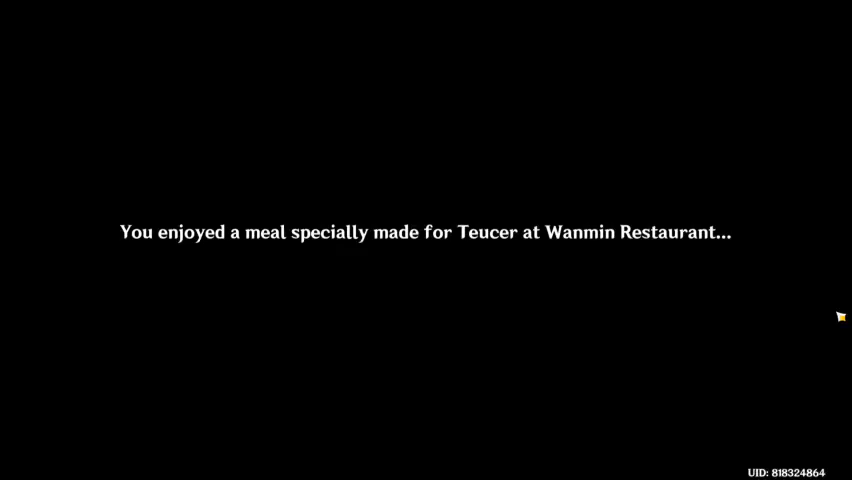 You enjoyed a meal specially made for Teucer at Wanmin Restaurant...
UID: 818324864